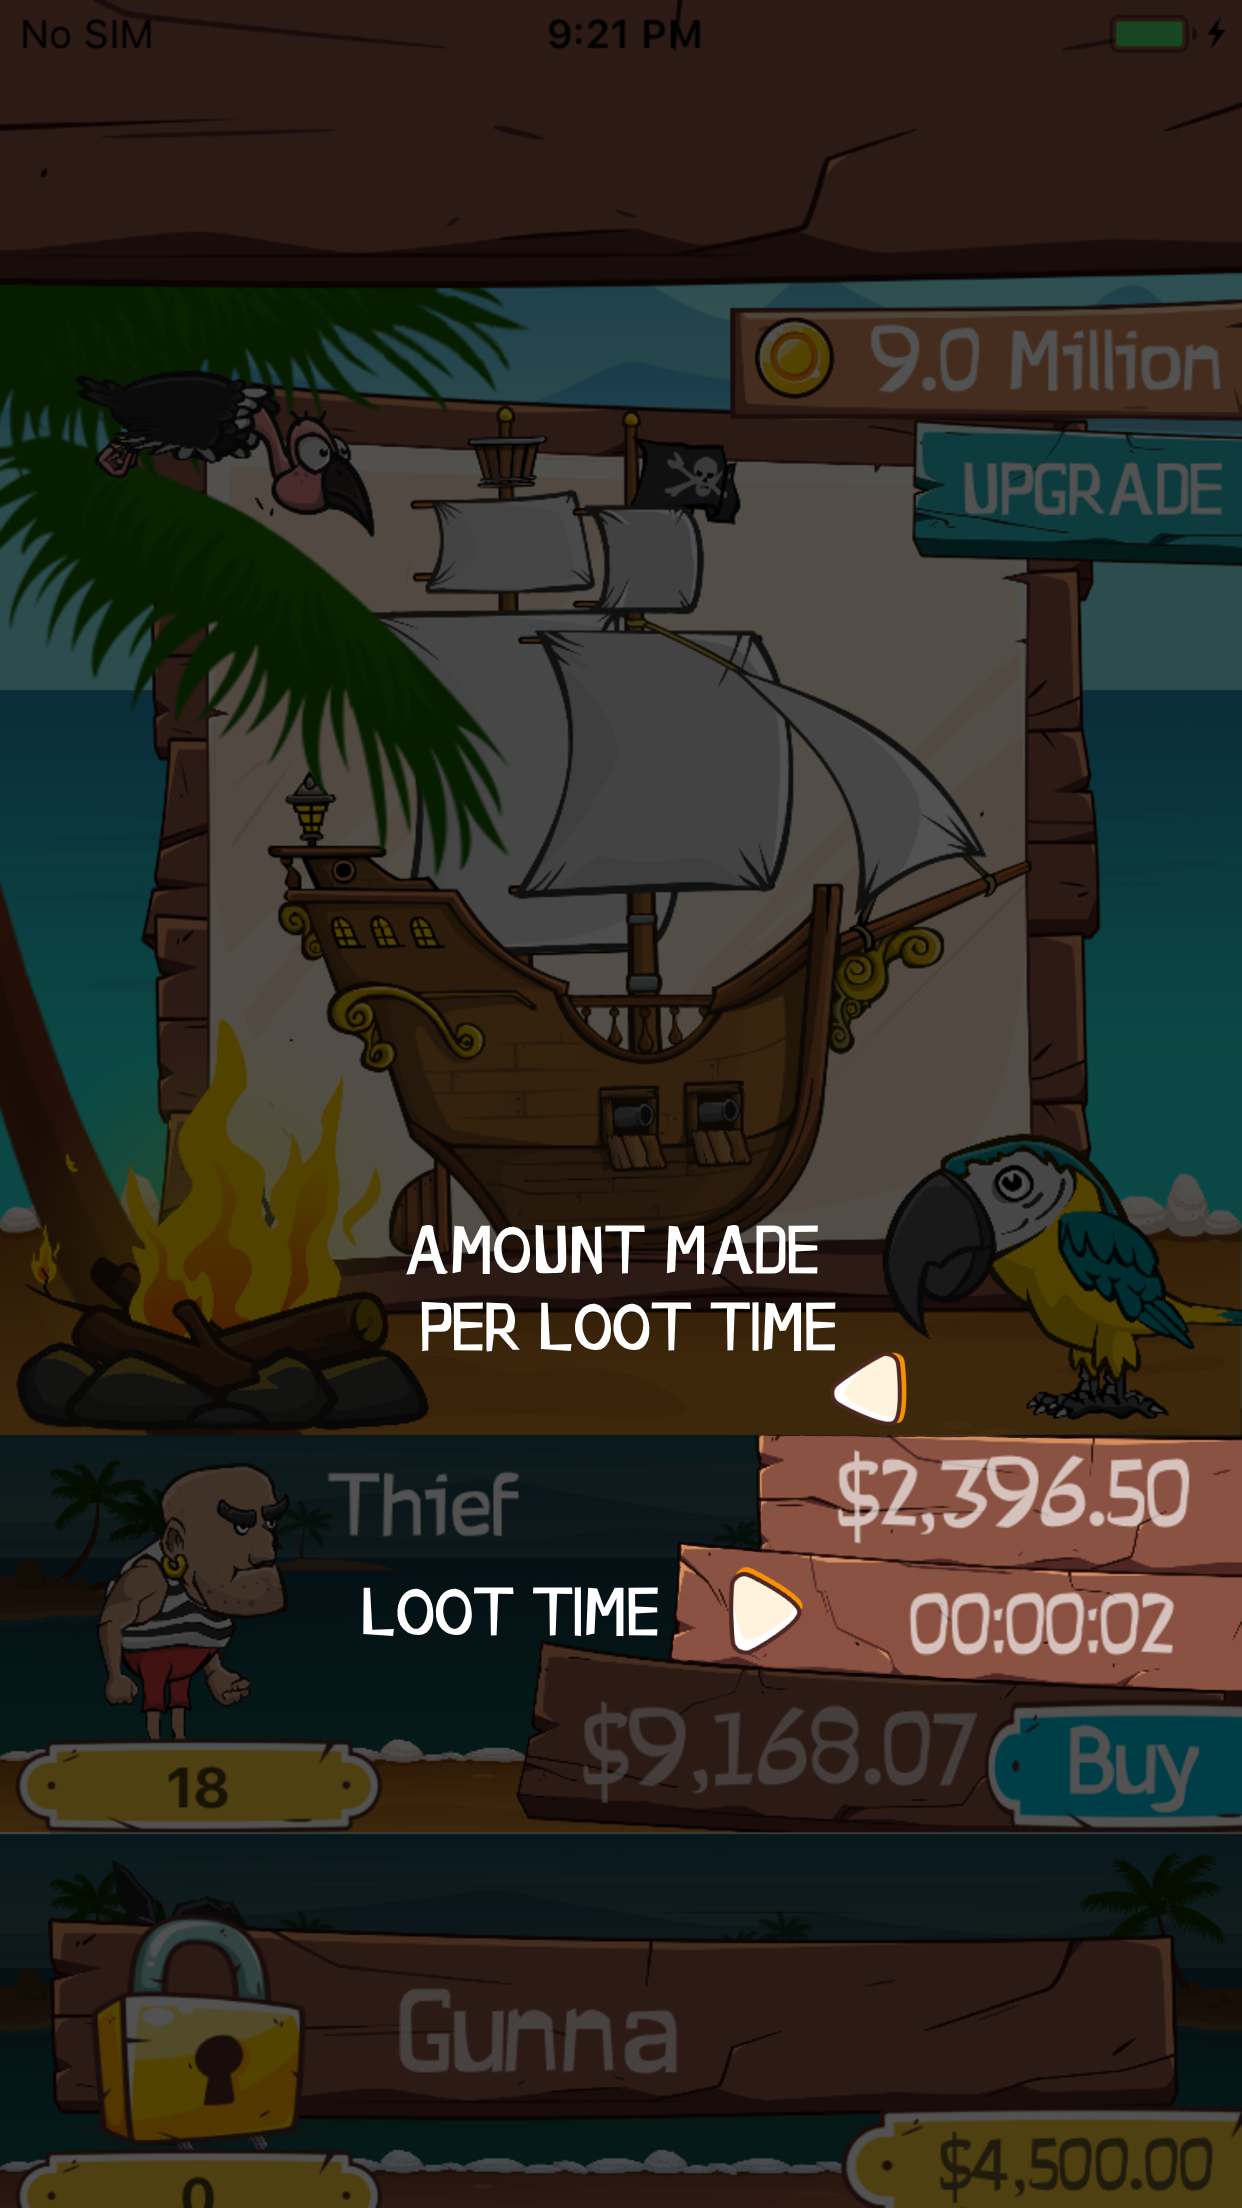 No SIM
9:21 PM
9.0 Million
UPGRADE
AMOUNT MADE
PER LOOT TIME
Thief
$2,396.50
LOOT TIME
00:00:02
$9,168.07
Buy
18
Gunna
$4,500.00
0